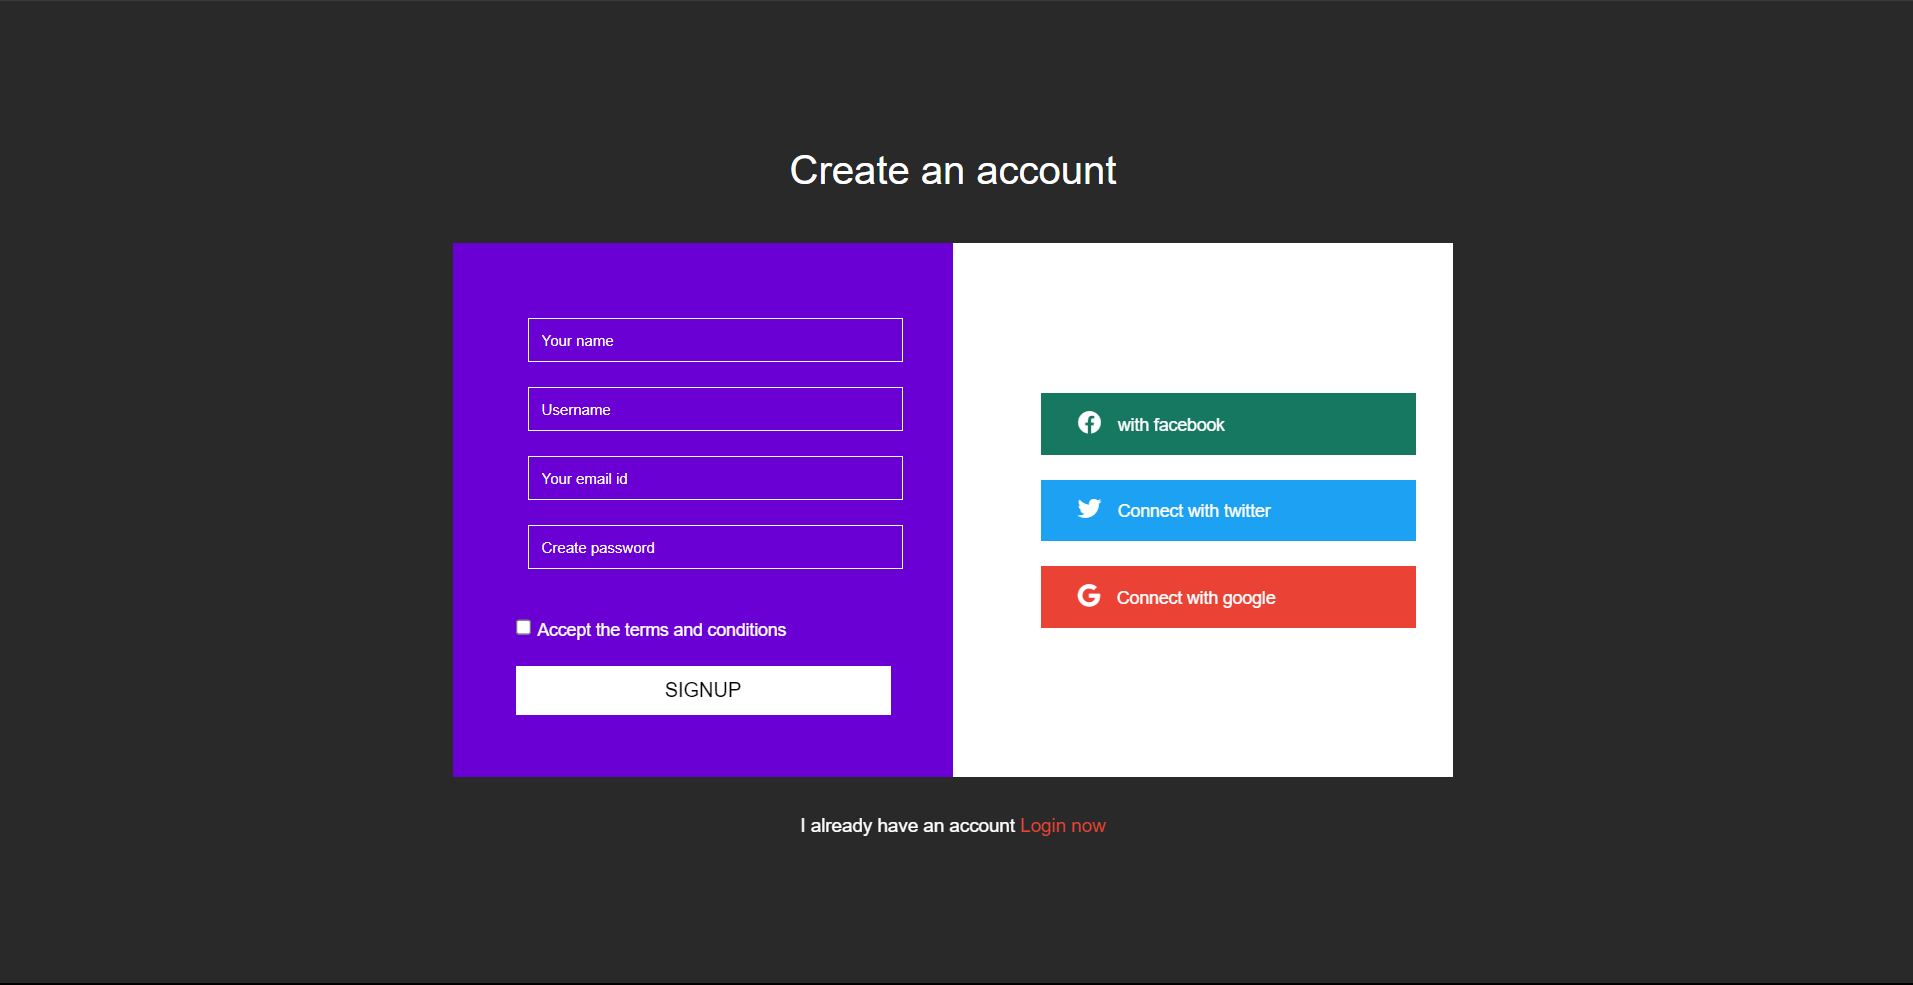 Create an account
Your name
Username
Your email id
Create password
Accept the terms and conditions
SIGNUP
with facebook
Connect with twitter
Connect with google
I already have an account Login now